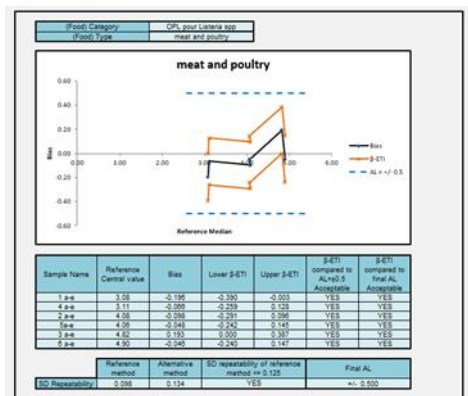 (Food) Category OPL pour Listeria spp
(Food) Type meat and poultry
meat and poultry
0.60
0.40
0.20
0.00
-0.20
-0.40
-0.60
0.00 1.00 2.00 3.00 4.00 5.00 6.00
Bias
Reference Median
Bias
β-ETI
AL = +/- 0.5
Sample Name Reference Central value Bias Lower β-ETI Upper β-ETI β-ETI compared to AL=±0.5 Acceptable β-ETI compared to final AL Acceptable
1 a-e 3.08 -0.196 -0.390 -0.003 YES YES
4 a-e 3.11 -0.066 -0.259 0.128 YES YES
2 a-e 4.08 -0.098 -0.291 0.096 YES YES
5a-e 4.06 -0.048 -0.242 0.145 YES YES
3 a-e 4.82 0.193 0.000 0.387 YES YES
6 a-e 4.90 -0.046 -0.240 0.147 YES YES
Reference method Alternative method SD repeatability of reference method <= 0.125 Final AL
SD Repeatability 0.098 0.134 YES +/- 0.500